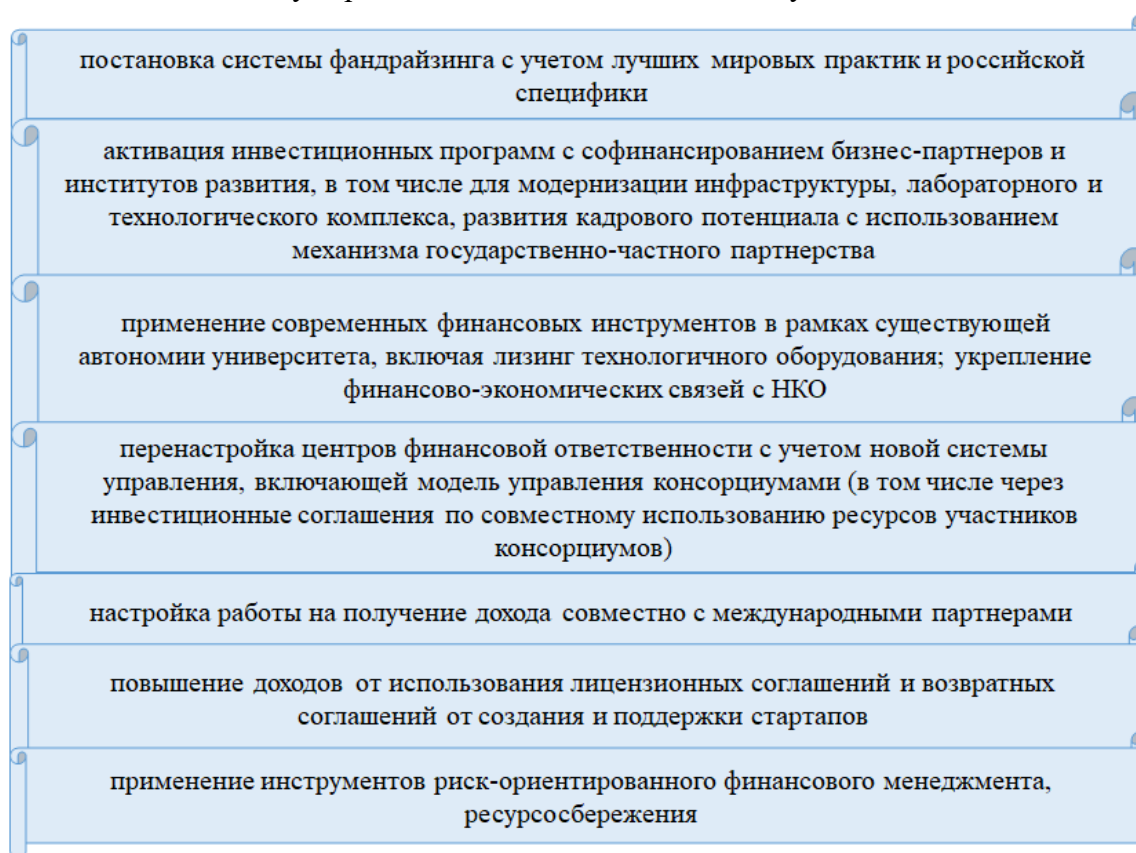 постановка системы фандрайзинга с учетом лучших мировых практик и российской
специфики
активация инвестиционных программ с софинансированием бизнес-партнеров и
институтов развития, в том числе для модернизации инфраструктуры, лабораторного и
технологического комплекса, развития кадрового потенциала с использованием
механизма государственно-частного партнерства
применение современных финансовых инструментов в рамках существующей
автономии университета, включая лизинг технологичного оборудования; укрепление
финансово-экономических связей с НКО
перенастройка центров финансовой ответственности с учетом новой системы
управления, включающей модель управления консорциумами (в том числе через
инвестиционные соглашения по совместному использованию ресурсов участников
консорциумов)
настройка работы на получение дохода совместно с международными партнерами
повышение доходов от использования лицензионных соглашений и возвратных
соглашений от создания и поддержки стартапов
применение инструментов риск-ориентированного финансового менеджмента,
ресурсосбережения